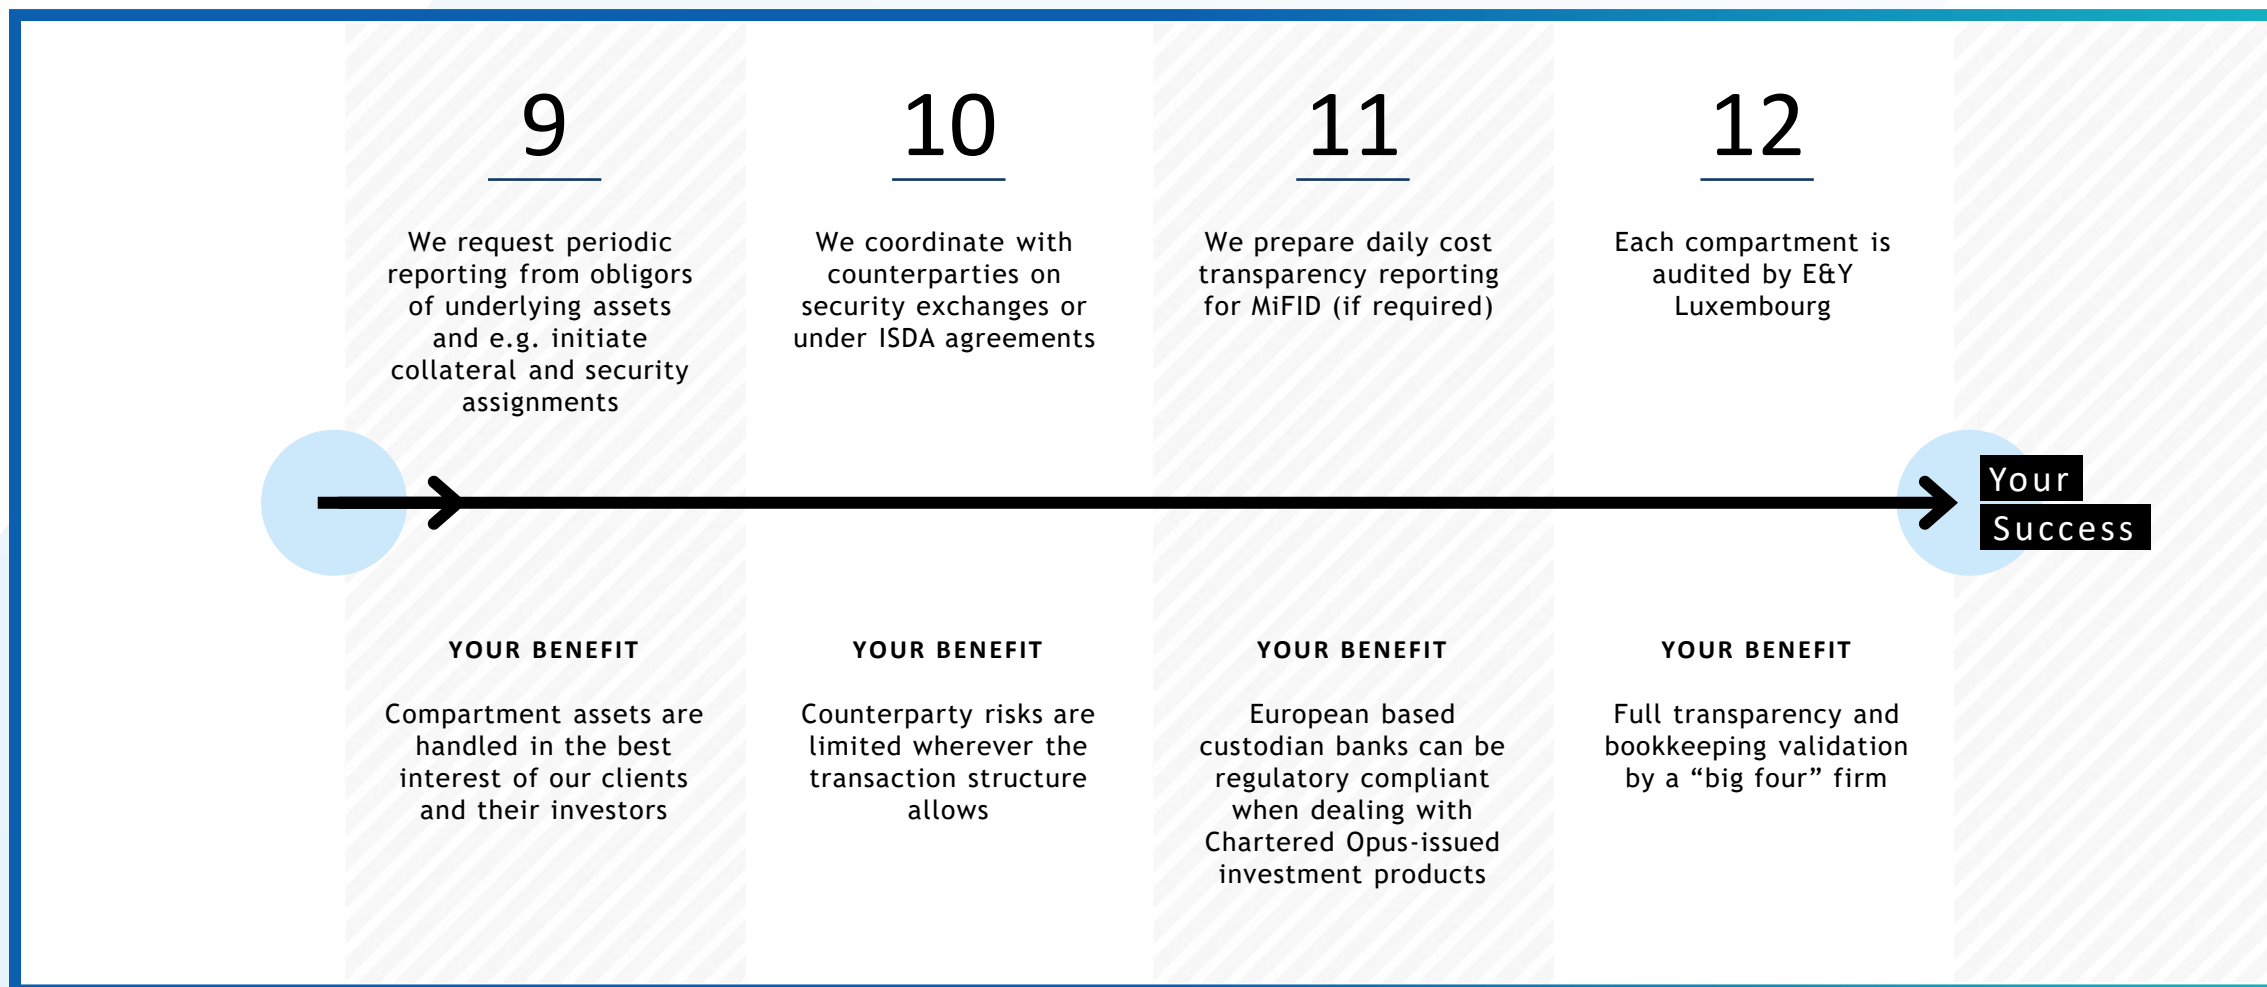 9
We request periodic
reporting from obligors
of underlying assets
and e.g. initiate
collateral and security
assignments
10
We coordinate with
counterparties on
security exchanges or
under ISDA agreements
11
We prepare daily cost
transparency reporting
for MiFID (if required)
12
Each compartment is
audited by E&Y
Luxembourg
Your
Success
YOUR BENEFIT
Compartment assets are
handled in the best
interest of our clients
and their investors
YOUR BENEFIT
Counterparty risks are
limited wherever the
transaction structure
allows
YOUR BENEFIT
European based
custodian banks can be
regulatory compliant
when dealing with
Chartered Opus-issued
investment products
YOUR BENEFIT
Full transparency and
bookkeeping validation
by a “big four” firm